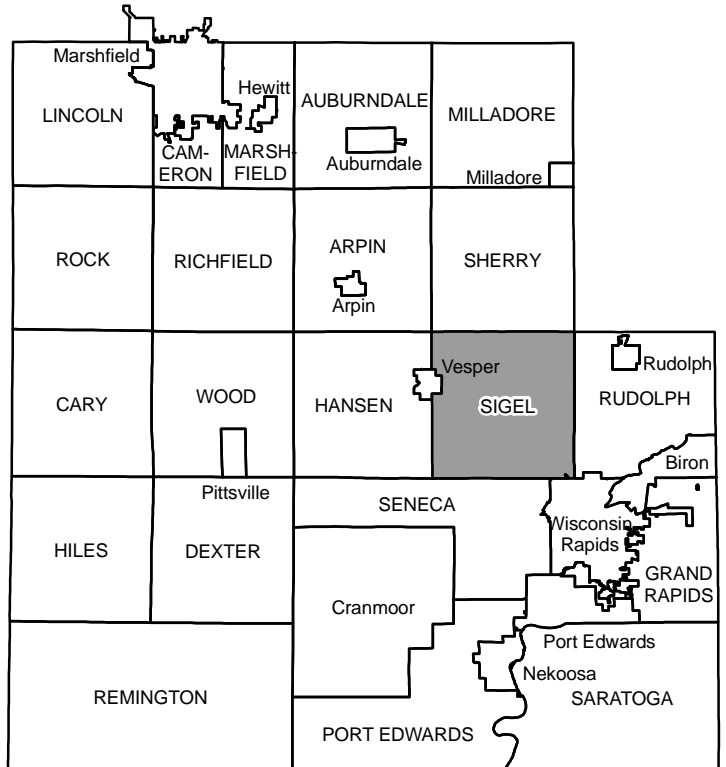 Marshfield
LINCOLN
Hewitt
AUBURNDALE
MILLADORE
CAM-
ERON
MARSH-
FIELD
Auburndale
Milladore
ROCK
RICHFIELD
ARPIN
SHERRY
Arpin
CARY
WOOD
HANSEN
Vesper
SIGEL
Rudolph
RUDOLPH
Pittsville
SENECA
Biron
HILES
DEXTER
Wisconsin
Rapids
GRAND
RAPIDS
Cranmoor
Port Edwards
Nekoosa
REMINGTON
SARATOGA
PORT EDWARDS